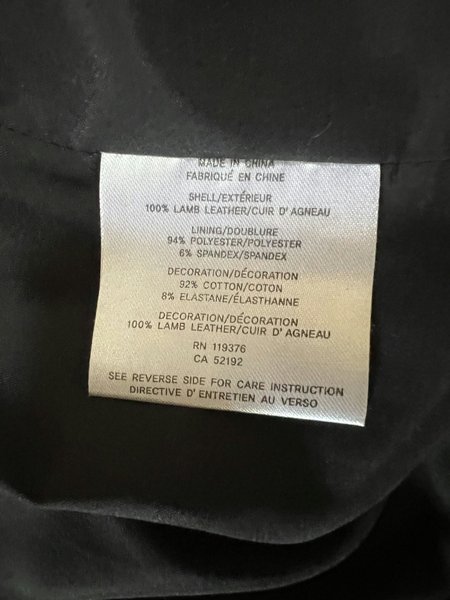 MADE IN CHINA
FABRIQUÉ EN CHINE
SHELL/EXTÉRIEUR
100% LAMB LEATHER/CUIR D'AGNEAU
LINING/DOUBLURE
94% POLYESTER/POLYESTER
6% SPANDEX/SPANDEX
DECORATION/DÉCORATION
92% COTTON/COTON
8% ELASTANE/ÉLASTHANNE
DECORATION/DÉCORATION
100% LAMB LEATHER/CUIR D'AGNEAU
RN 119376
CA 52192
SEE REVERSE SIDE FOR CARE INSTRUCTION
DIRECTIVE D'ENTRETIEN AU VERSO